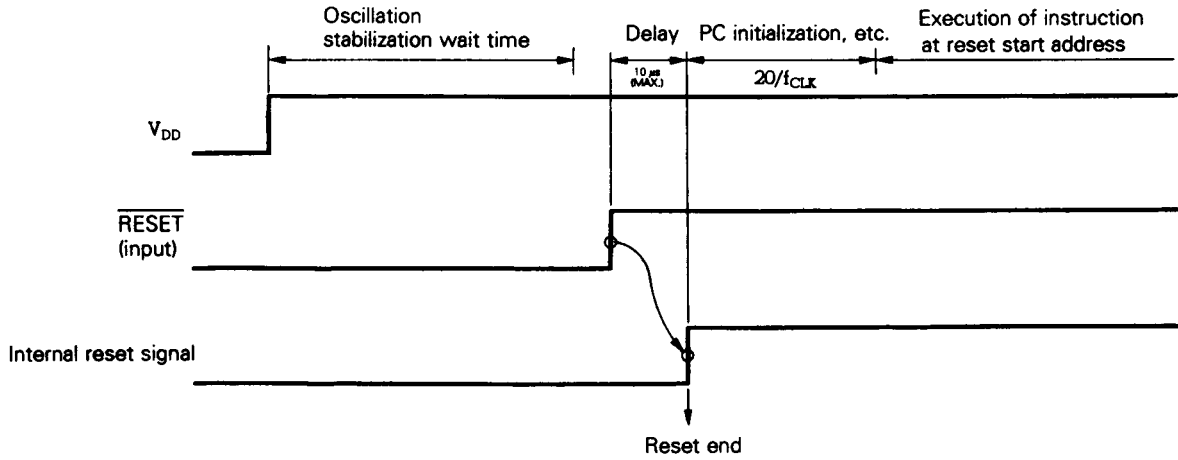 Oscillation
stabilization wait time
Delay
PC initialization, etc.
Execution of instruction
at reset start address
10 μs
(MAX.)
20/fCLK
VDD
RESET
(input)
Internal reset signal
Reset end